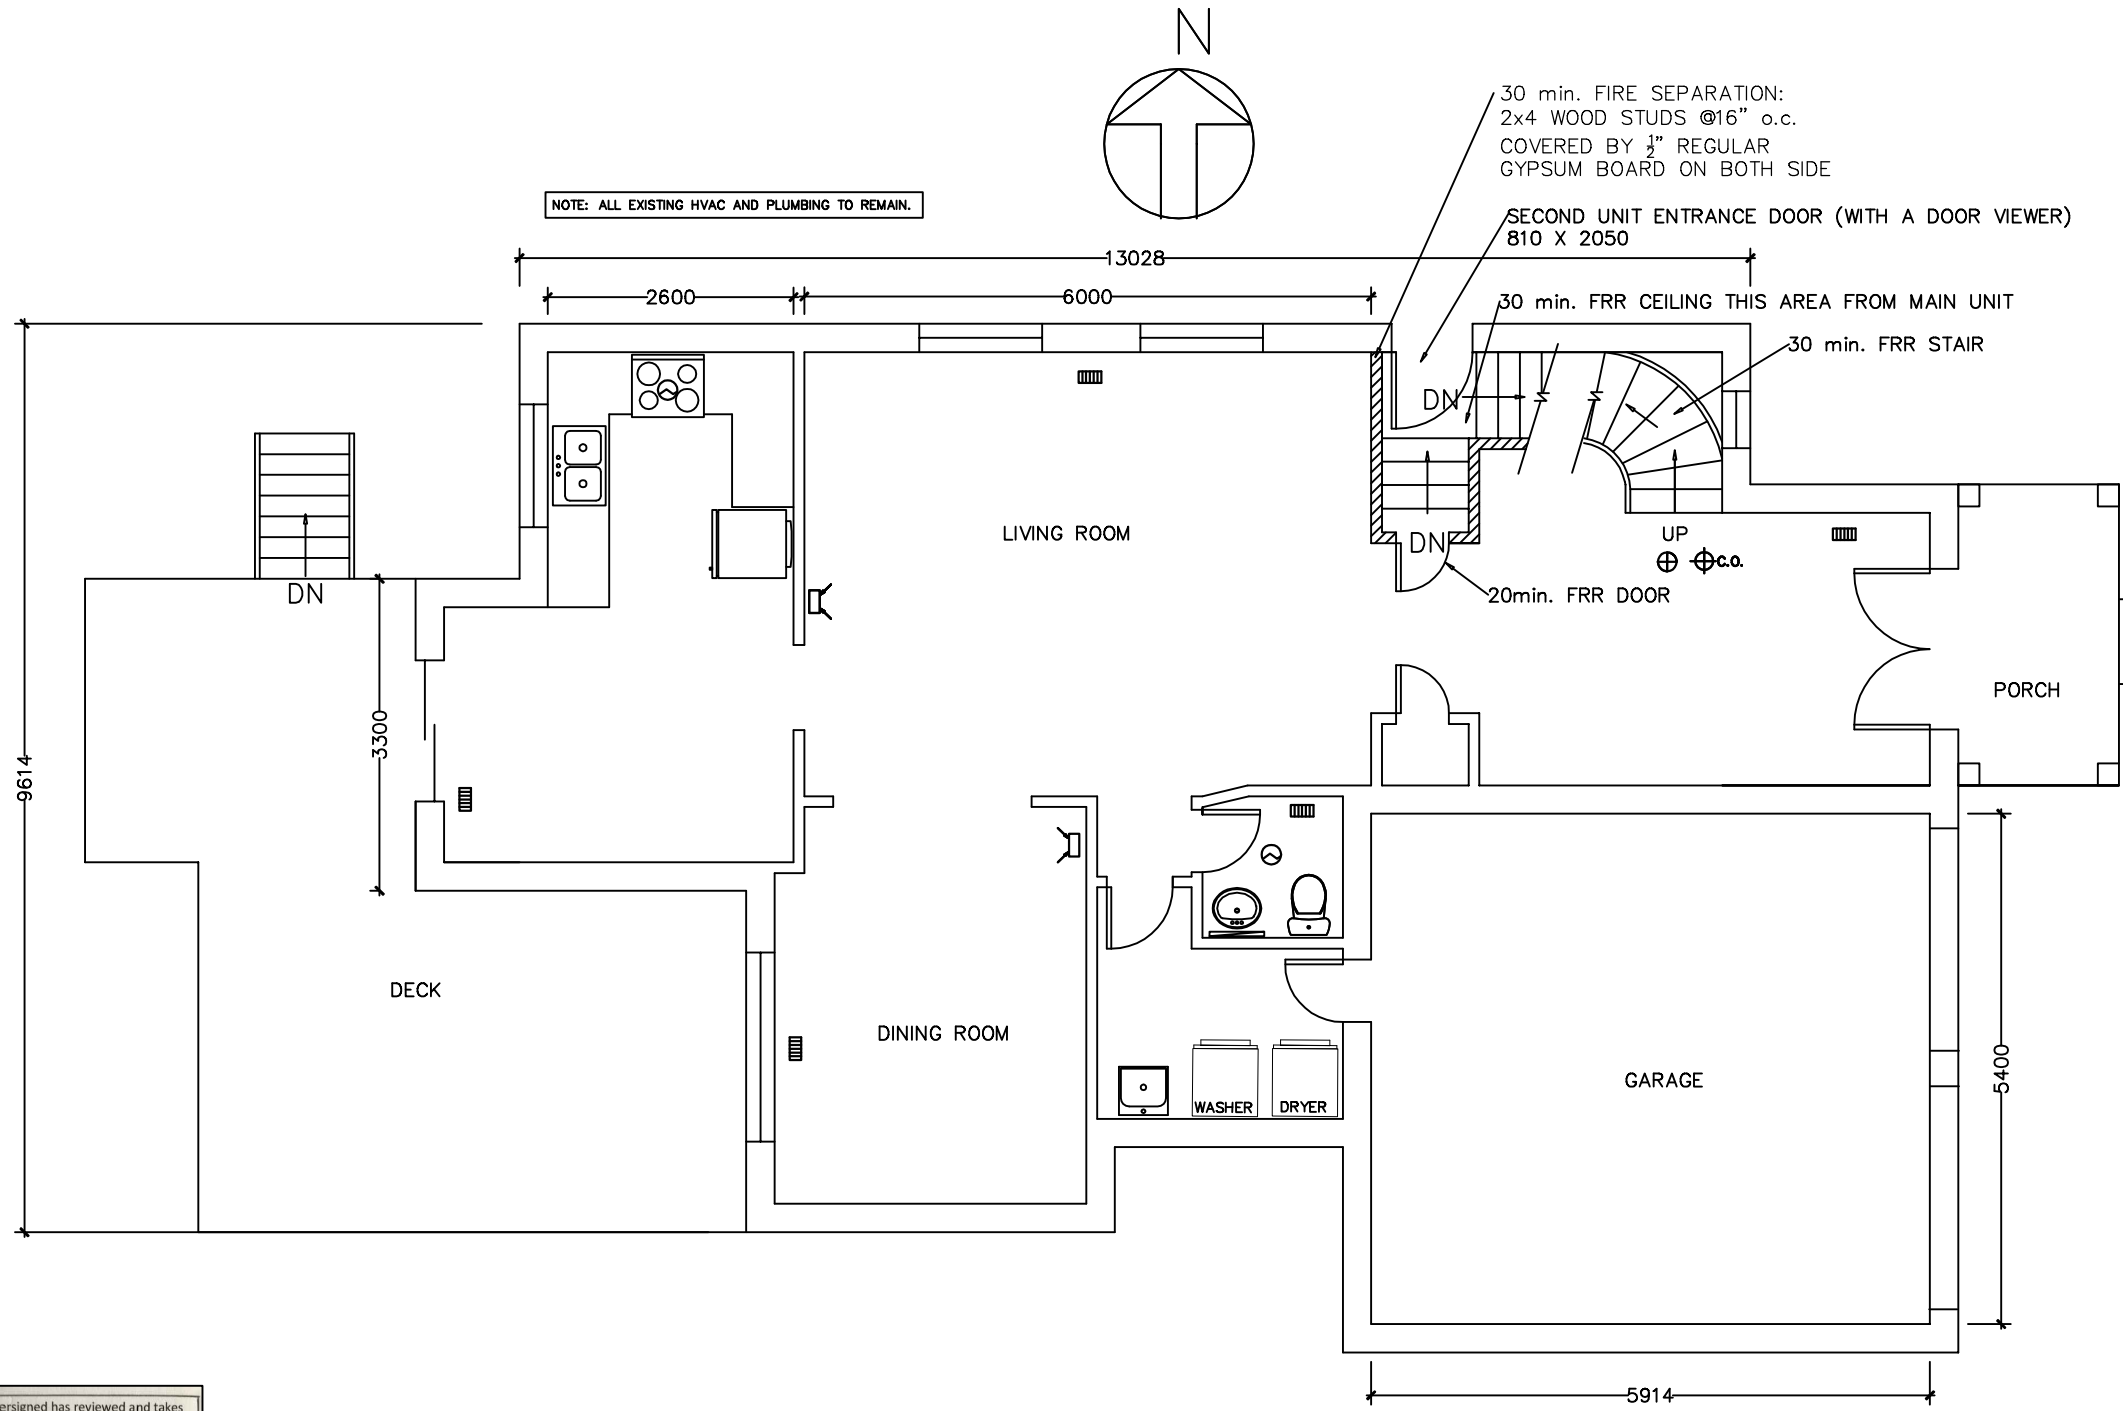 N
30 min. FIRE SEPARATION:
2x4 WOOD STUDS @16" o.c.
COVERED BY ½" REGULAR
GYPSUM BOARD ON BOTH SIDE
NOTE: ALL EXISTING HVAC AND PLUMBING TO REMAIN.
SECOND UNIT ENTRANCE DOOR (WITH A DOOR VIEWER)
810 X 2050
13028
2600
6000
30 min. FRR CEILING THIS AREA FROM MAIN UNIT
30 min. FRR STAIR
DN
LIVING ROOM
DN
UP
C.O.
20min. FRR DOOR
DN
PORCH
3300
9614
DECK
DINING ROOM
GARAGE
5400
WASHER
DRYER
5914
ersigned has reviewed and takes